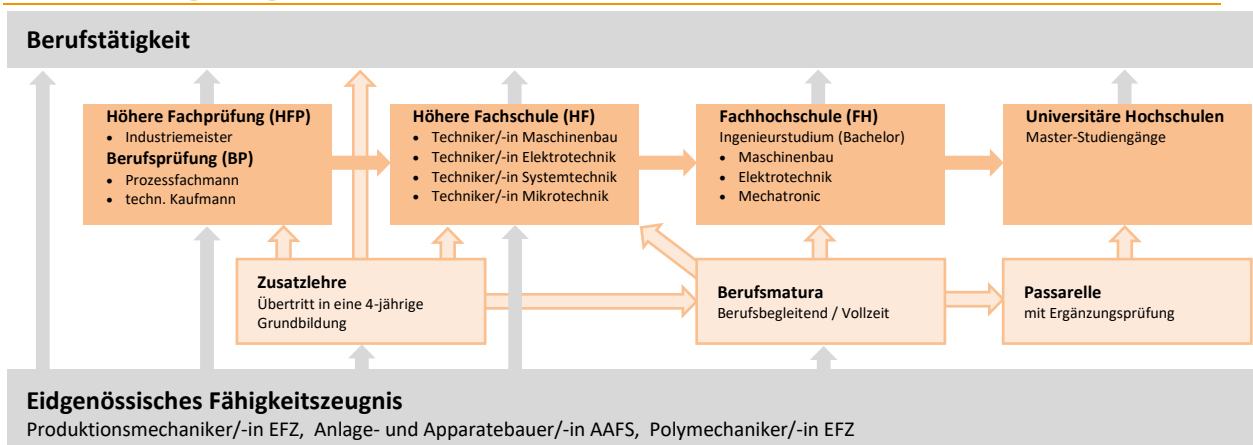 Berufstätigkeit
Höhere Fachprüfung (HFP)
• Industriemeister
Berufsprüfung (BP)
• Prozessfachmann
• techn. Kaufmann
Höhere Fachschule (HF)
• Techniker/-in Maschinenbau
• Techniker/-in Elektrotechnik
• Techniker/-in Systemtechnik
• Techniker/-in Mikrotechnik
Fachhochschule (FH)
Ingenieurstudium (Bachelor)
• Maschinenbau
• Elektrotechnik
• Mechatronic
Universitäre Hochschulen
Master-Studiengänge
Zusatzlehre
Übertritt in eine 4-jährige
Grundbildung
Berufsmatura
Berufsbegleitend / Vollzeit
Passarelle
mit Ergänzungsprüfung
Eidgenössisches Fähigkeitszeugnis
Produktionsmechaniker/-in EFZ, Anlage- und Apparatebauer/-in AAFS, Polymechaniker/-in EFZ